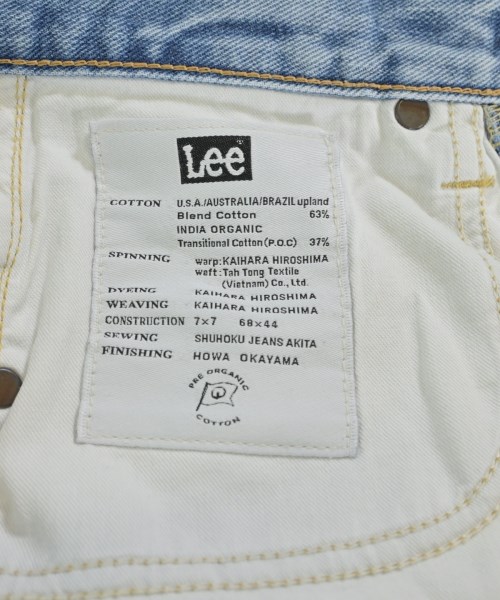 Lee
COTTON U.S.A./AUSTRALIA/BRAZIL upland
Blend Cotton 63%
INDIA ORGANIC
Transitional Cotton (P.O.C) 37%
SPINNING warp: KAIHARA HIROSHIMA
weft: Tah Tong Textile
(Vietnam) Co., Ltd.
DYEING KAIHARA HIROSHIMA
WEAVING KAIHARA HIROSHIMA
CONSTRUCTION 7×7 68×44
SEWING SHUHOKU JEANS AKITA
FINISHING HOWA OKAYAMA
PRE ORGANIC
COTTON